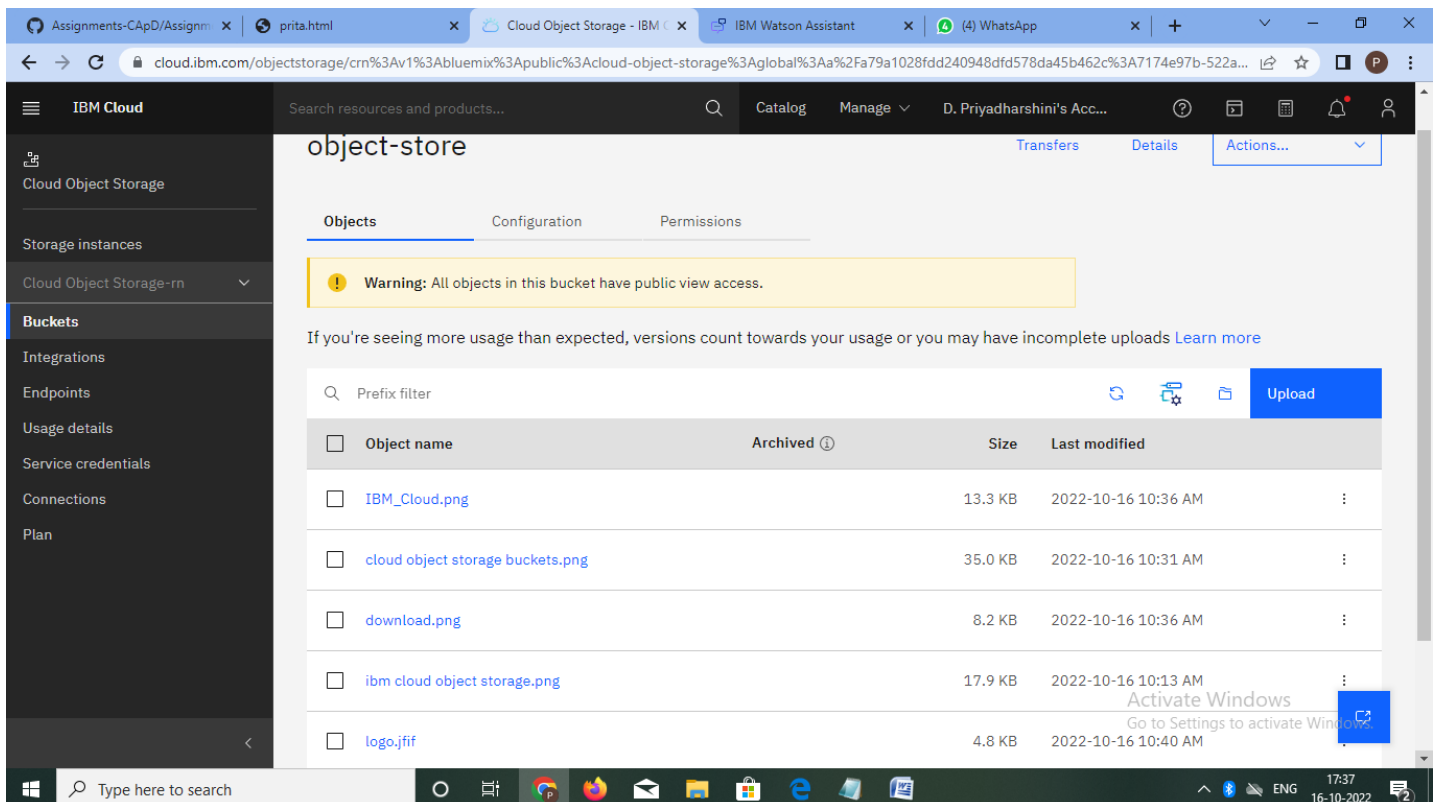 Assignments-CApD/Assignm
prita.html
Cloud Object Storage - IBM C
IBM Watson Assistant
(4) WhatsApp
cloud.ibm.com/objectstorage/crn%3Av1%3Abluemix%3Apublic%3Acloud-object-storage%3Aglobal%3Aa%2Fa79a1028fdd240948dfd578da45b462c%3A7174e97b-522a...
P
IBM Cloud
Search resources and products...
Catalog
Manage
D. Priyadharshini's Acc...
Cloud Object Storage
Storage instances
Cloud Object Storage-rn
Buckets
Integrations
Endpoints
Usage details
Service credentials
Connections
Plan
object-store
Transfers
Details
Actions...
Objects
Configuration
Permissions
Warning: All objects in this bucket have public view access.
If you're seeing more usage than expected, versions count towards your usage or you may have incomplete uploads Learn more
Prefix filter
Upload
Object name Archived Size Last modified
IBM_Cloud.png 13.3 KB 2022-10-16 10:36 AM
cloud object storage buckets.png 35.0 KB 2022-10-16 10:31 AM
download.png 8.2 KB 2022-10-16 10:36 AM
ibm cloud object storage.png 17.9 KB 2022-10-16 10:13 AM
logo.jfif 4.8 KB 2022-10-16 10:40 AM
Activate Windows
Go to Settings to activate Windows.
Type here to search
ENG
17:37
16-10-2022
2